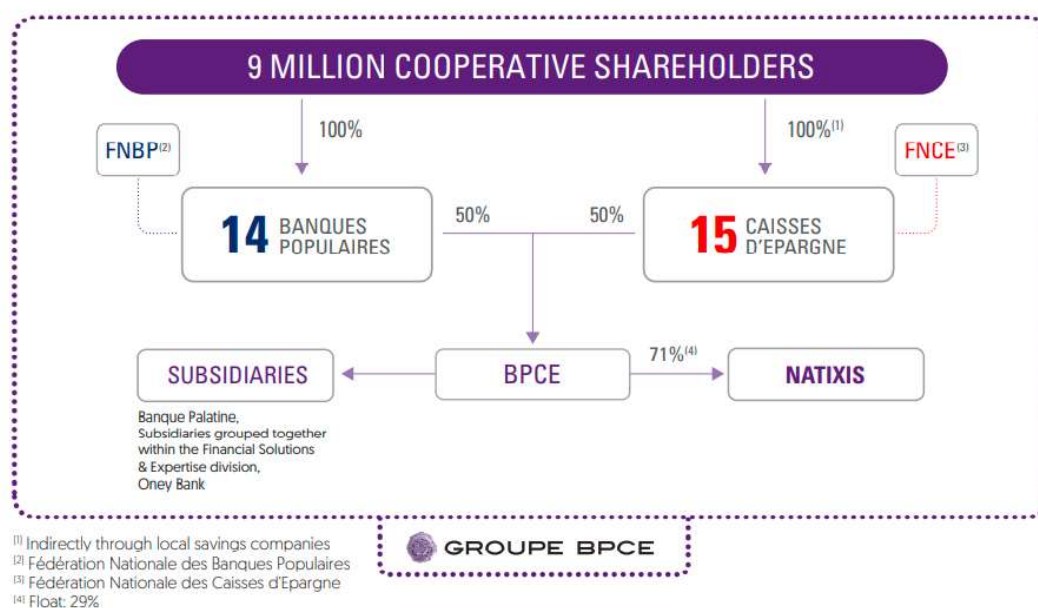 9 MILLION COOPERATIVE SHAREHOLDERS
100%
100%(1)
FNBP(2)
FNCE(3)
14 BANQUES
POPULAIRES
50%
50%
15 CAISSES
D'EPARGNE
SUBSIDIARIES
BPCE
71%(4)
NATIXIS
Banque Palatine,
Subsidiaries grouped together
within the Financial Solutions
& Expertise division,
Oney Bank
GROUPE BPCE
(1) Indirectly through local savings companies
(2) Fédération Nationale des Banques Populaires
(3) Fédération Nationale des Caisses d'Epargne
(4) Float: 29%